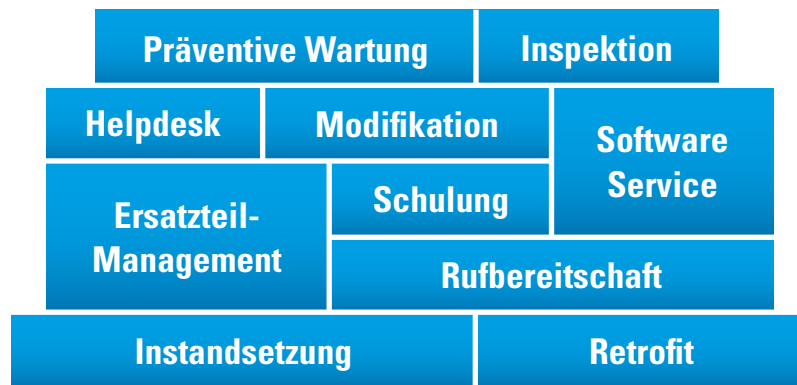 Präventive Wartung
Inspektion
Helpdesk
Modifikation
Software
Service
Ersatzteil-
Management
Schulung
Rufbereitschaft
Instandsetzung
Retrofit